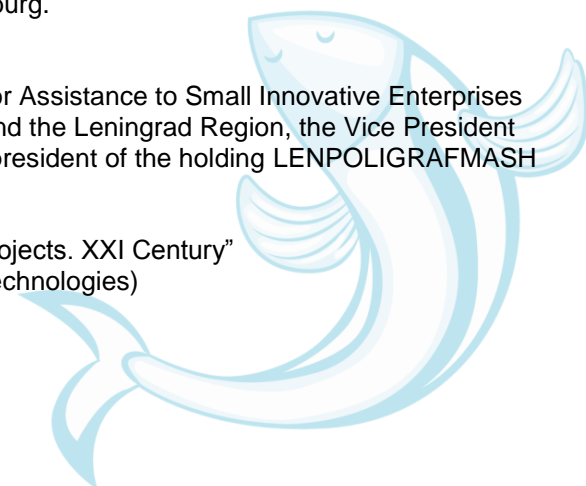 ourg.
or Assistance to Small Innovative Enterprises
nd the Leningrad Region, the Vice President
president of the holding LENPOLIGRAFMASH
ojects. XXI Century”
echnologies)